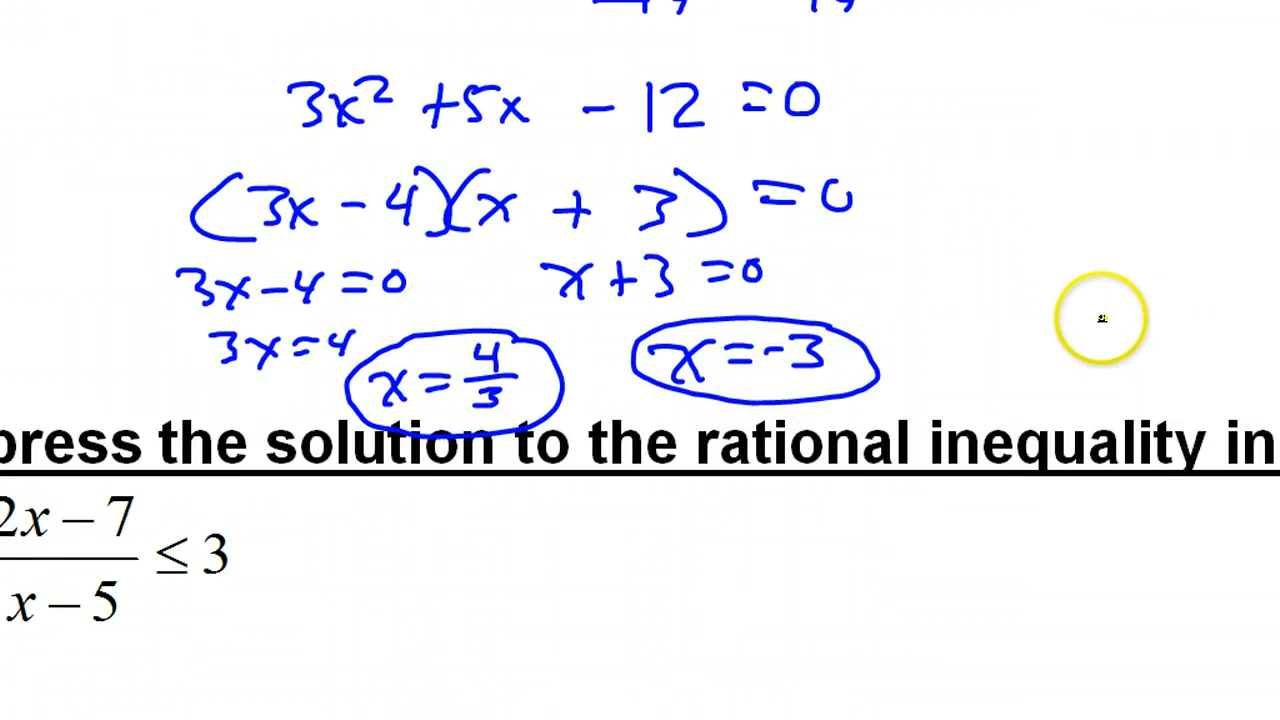 3x² +5x - 12 =0
(3x - 4)(x + 3) = 0
3x-4=0 x+3=0
3x=4 x = 4/3 x=-3
the solution to the rational inequality in
2x – 7
≤ 3
x – 5